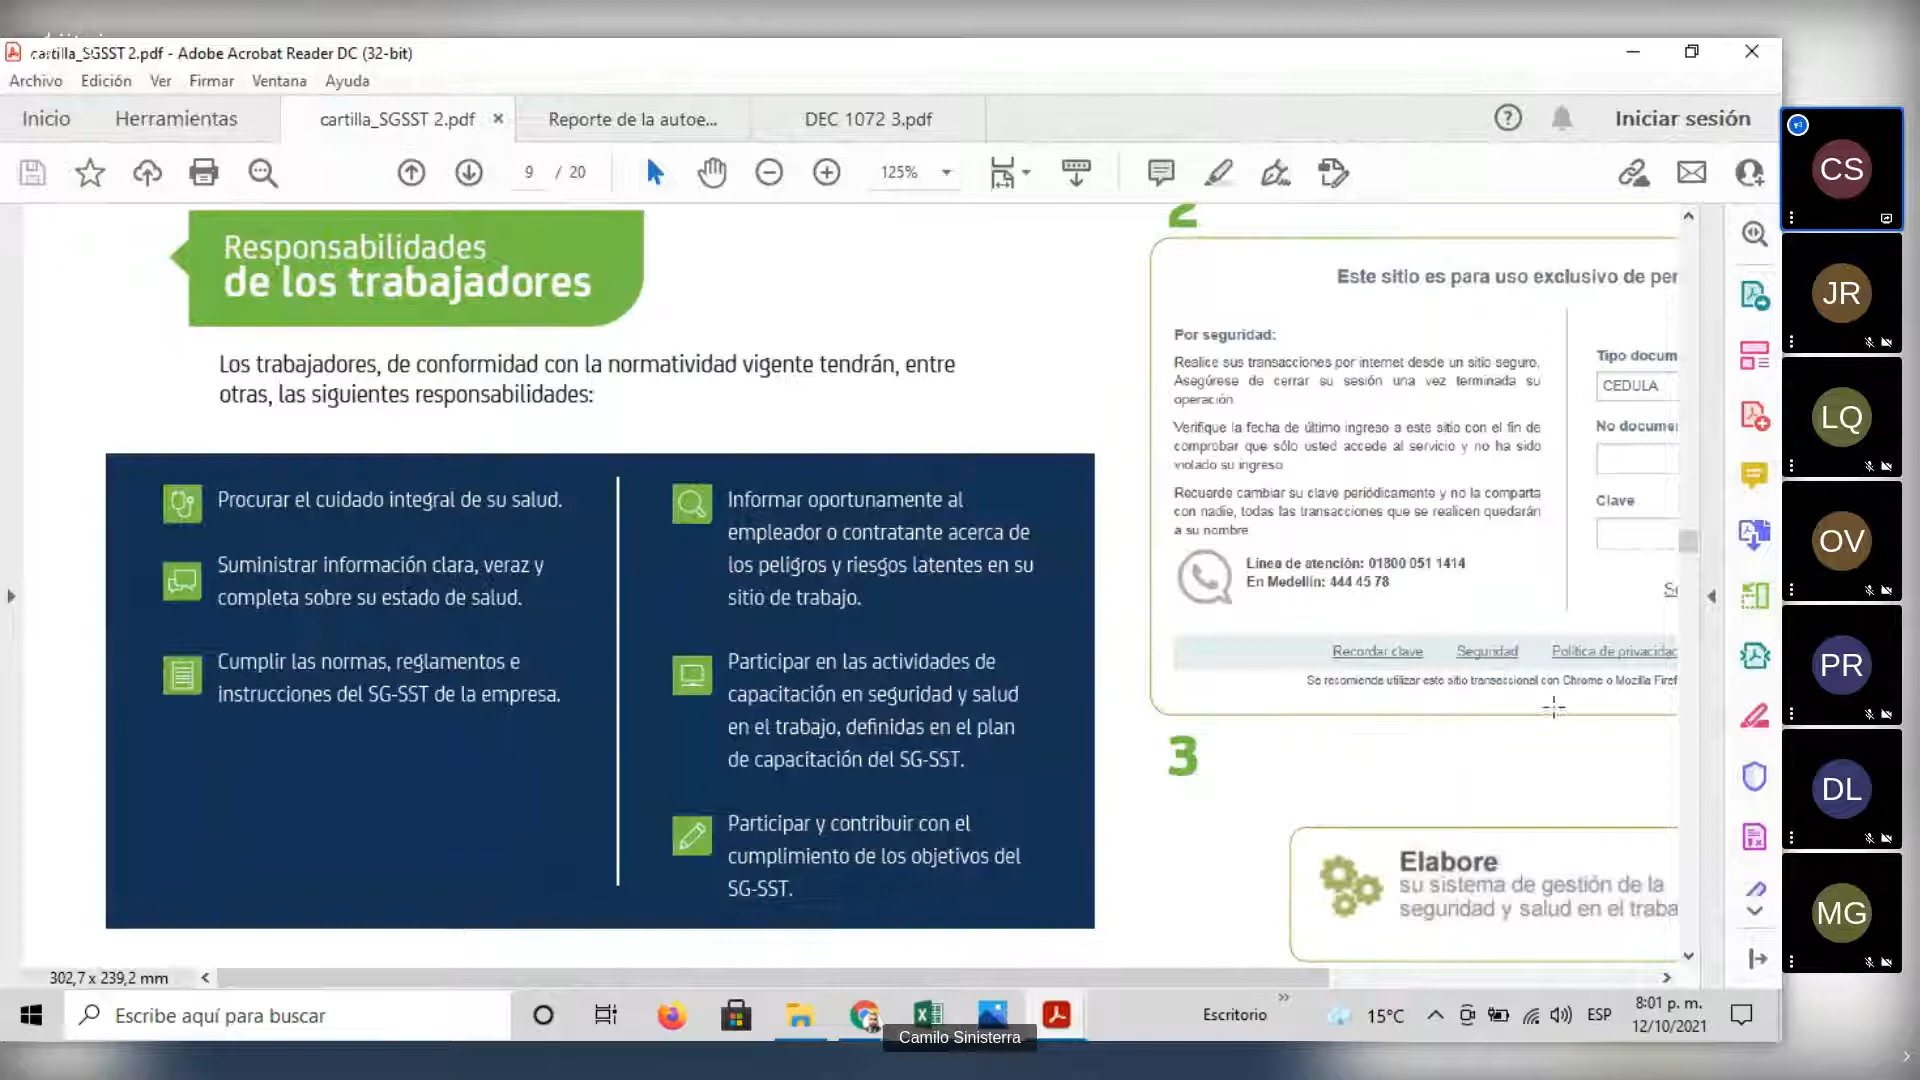 cartilla_SGSST 2.pdf - Adobe Acrobat Reader DC (32-bit)
Archivo Edición Ver Firmar Ventana Ayuda
Inicio Herramientas cartilla_SGSST 2.pdf × Reporte de la autoe... DEC 1072 3.pdf Iniciar sesión
9 / 20 125%
Responsabilidades
de los trabajadores
Los trabajadores, de conformidad con la normatividad vigente tendrán, entre
otras, las siguientes responsabilidades:
Procurar el cuidado integral de su salud.
Suministrar información clara, veraz y
completa sobre su estado de salud.
Cumplir las normas, reglamentos e
instrucciones del SG-SST de la empresa.
Informar oportunamente al
empleador o contratante acerca de
los peligros y riesgos latentes en su
sitio de trabajo.
Participar en las actividades de
capacitación en seguridad y salud
en el trabajo, definidas en el plan
de capacitación del SG-SST.
Participar y contribuir con el
cumplimiento de los objetivos del
SG-SST.
2
Este sitio es para uso exclusivo de per
Por seguridad:
Realice sus transacciones por internet desde un sitio seguro.
Asegúrese de cerrar su sesión una vez terminada su
operación
Verifique la fecha de último ingreso a este sitio con el fin de
comprobar que sólo usted accede al servicio y no ha sido
violado su ingreso
Recuerde cambiar su clave periódicamente y no la comparta
con nadie, todas las transacciones que se realicen quedarán
a su nombre
Línea de atención: 01800 051 1414
En Medellín: 444 45 78
Tipo docum
CEDULA
No docume
Clave
Recordar clave Seguridad Política de privacidad
Se recomienda utilizar este sitio transaccional con Chrome o Mozilla Firef
3
Elabore
su sistema de gestión de la
seguridad y salud en el traba
302,7 x 239,2 mm
Escribe aquí para buscar
Escritorio
15°C
ESP
8:01 p. m.
12/10/2021
Camilo Sinisterra
CS
JR
LQ
OV
PR
DL
MG